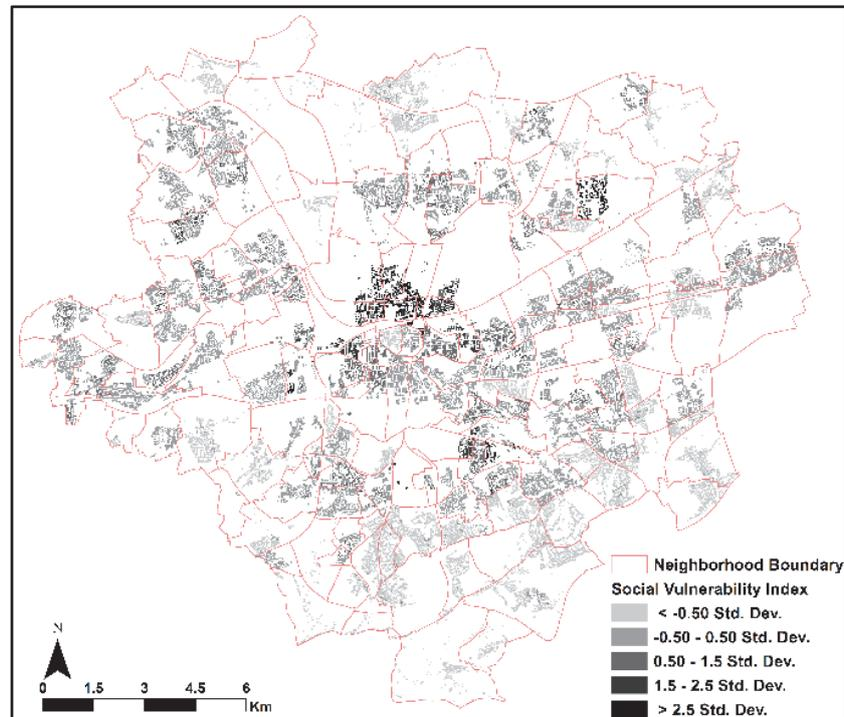 Neighborhood Boundary
Social Vulnerability Index
< -0.50 Std. Dev.
-0.50 - 0.50 Std. Dev.
0.50 - 1.5 Std. Dev.
1.5 - 2.5 Std. Dev.
> 2.5 Std. Dev.
N
0 1.5 3 4.5 6
Km